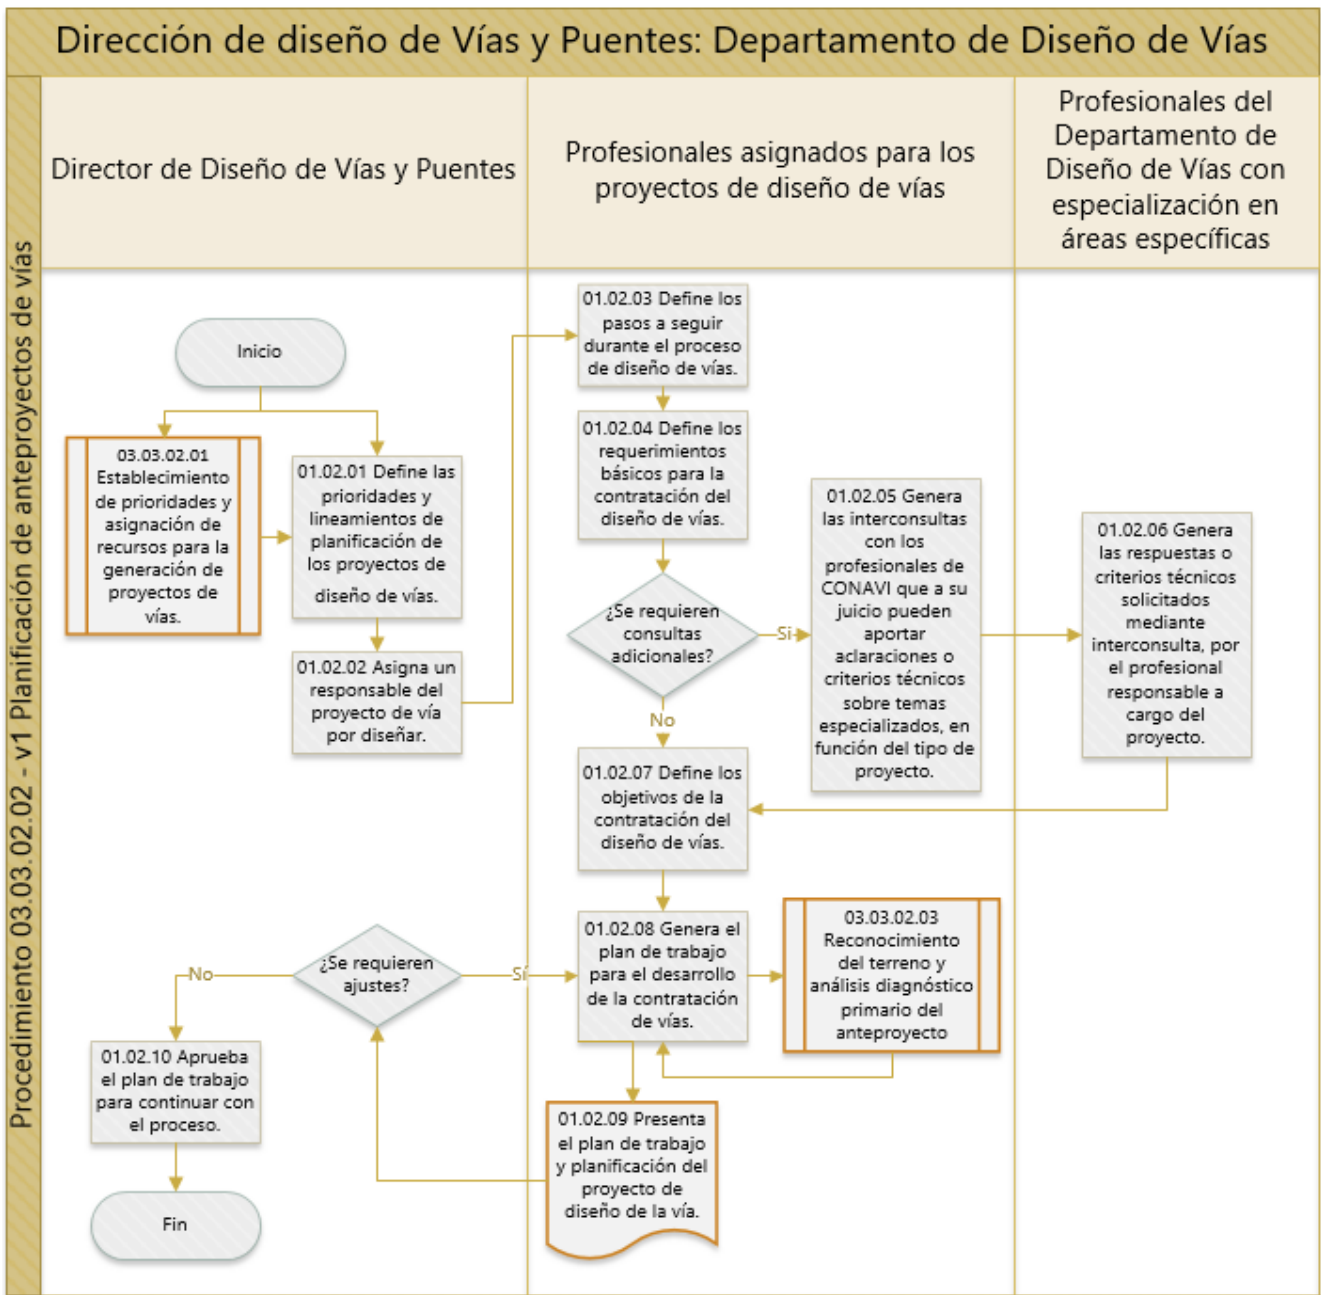 Dirección de diseño de Vías y Puentes: Departamento de Diseño de Vías
Procedimiento 03.03.02.02 - v1 Planificación de anteproyectos de vías
Director de Diseño de Vías y Puentes
Profesionales asignados para los
proyectos de diseño de vías
Profesionales del
Departamento de
Diseño de Vías con
especialización en
áreas específicas
Inicio
03.03.02.01
Establecimiento
de prioridades y
asignación de
recursos para la
generación de
proyectos de
vías.
01.02.01 Define las
prioridades y
lineamientos de
planificación de
los proyectos de
diseño de vías.
01.02.02 Asigna un
responsable del
proyecto de vía
por diseñar.
01.02.03 Define los
pasos a seguir
durante el proceso
de diseño de vías.
01.02.04 Define los
requerimientos
básicos para la
contratación del
diseño de vías.
¿Se requieren
consultas
adicionales?
Si
No
01.02.05 Genera
las interconsultas
con los
profesionales de
CONAVI que a su
juicio pueden
aportar
aclaraciones o
criterios técnicos
sobre temas
especializados, en
función del tipo de
proyecto.
01.02.06 Genera
las respuestas o
criterios técnicos
solicitados
mediante
interconsulta, por
el profesional
responsable a
cargo del
proyecto.
01.02.07 Define los
objetivos de la
contratación del
diseño de vías.
01.02.08 Genera el
plan de trabajo
para el desarrollo
de la contratación
de vías.
03.03.02.03
Reconocimiento
del terreno y
análisis diagnóstico
primario del
anteproyecto
01.02.09 Presenta
el plan de trabajo
y planificación del
proyecto de
diseño de la vía.
¿Se requieren
ajustes?
Sí
No
01.02.10 Aprueba
el plan de trabajo
para continuar con
el proceso.
Fin